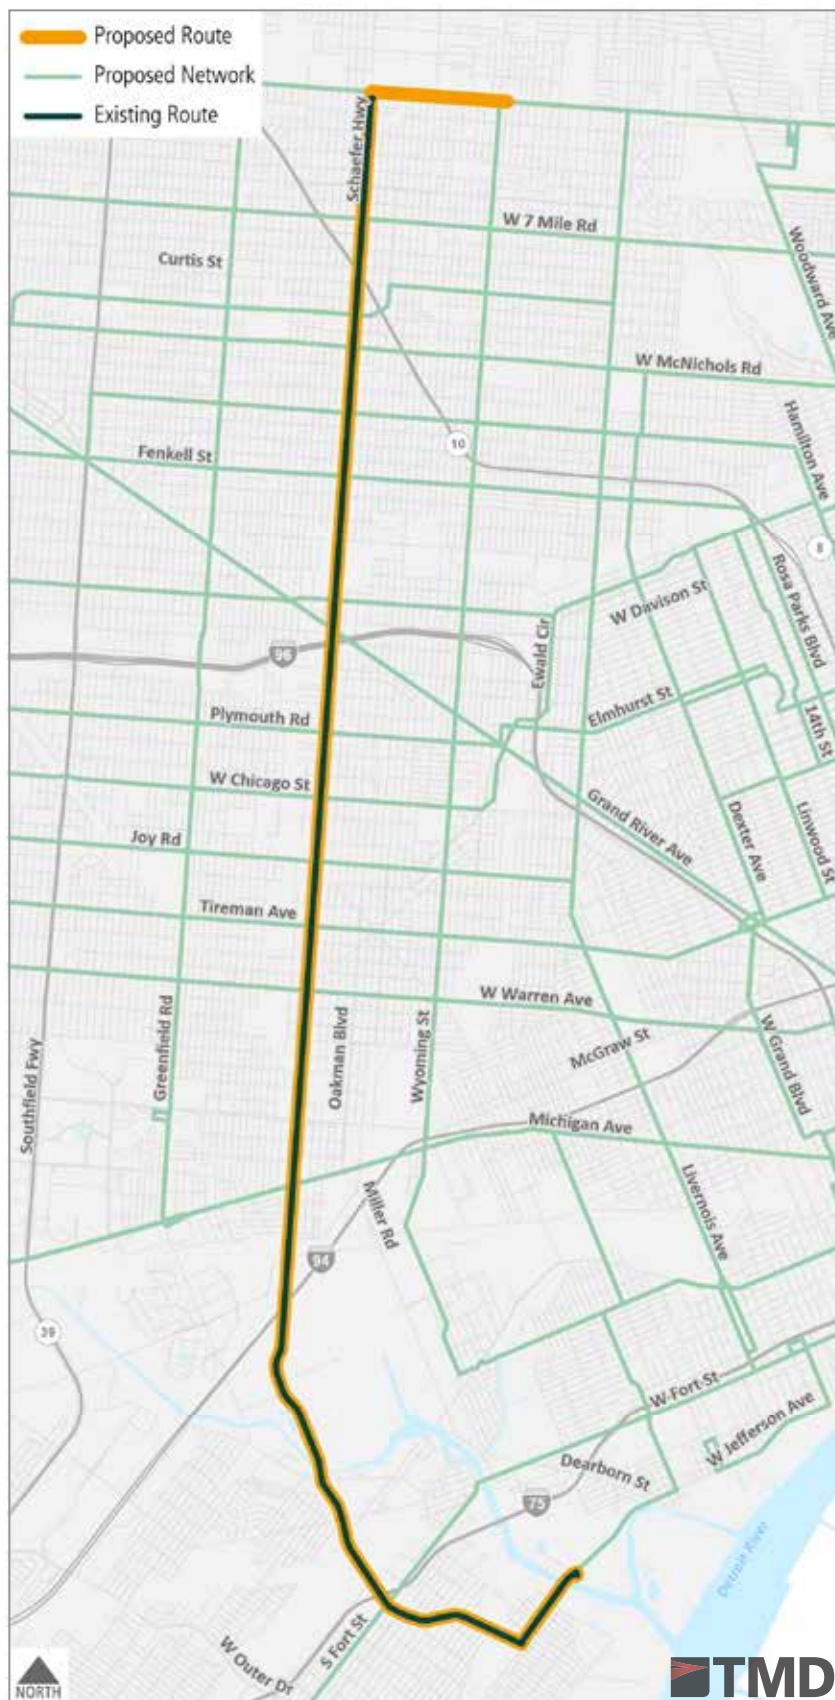 Proposed Route
Proposed Network
Existing Route
Schaefer Hwy
W 7 Mile Rd
Woodward Ave
Curtis St
W McNichols Rd
Hamilton Ave
10
Fenkell St
8
Rosa Parks Blvd
W Davison St
Ewald Cir
96
Elmhurst St
14th St
Plymouth Rd
W Chicago St
Grand River Ave
Dexter Ave
Linwood St
Joy Rd
Tireman Ave
W Warren Ave
Greenfield Rd
Oakman Blvd
Wyoming St
McGraw St
W Grand Blvd
Southfield Fwy
Michigan Ave
Miller Rd
Livernois Ave
94
39
W Fort St
W Jefferson Ave
Dearborn St
75
Detroit River
S Fort St
W Outer Dr
NORTH
TMD